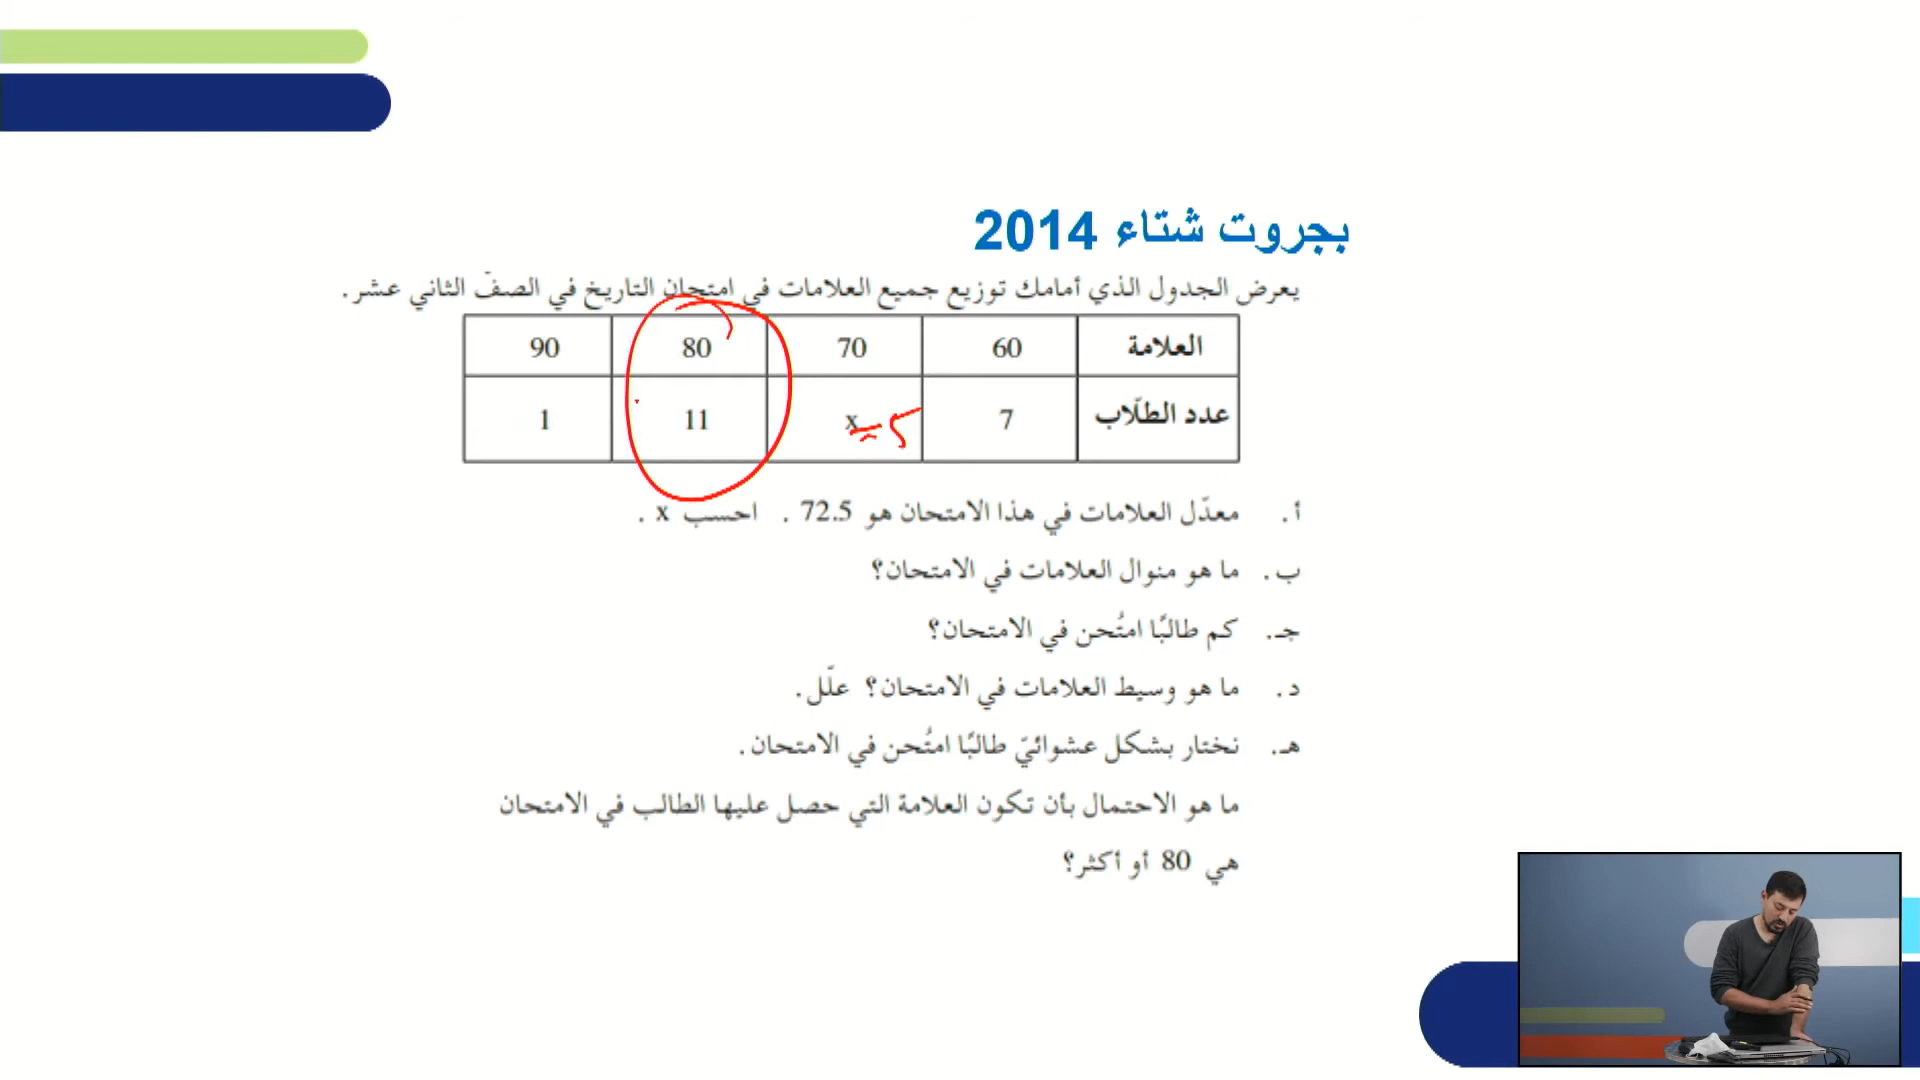 بجروت شتاء 2014
يعرض الجدول الذي أمامك توزيع جميع العلامات في امتحان التاريخ في الصفّ الثاني عشر.
العلامة 60 70 80 90
عدد الطلّاب 7 x=5 11 1
أ. معدّل العلامات في هذا الامتحان هو 72.5 . احسب x .
ب. ما هو منوال العلامات في الامتحان؟
جـ. كم طالبًا امتُحن في الامتحان؟
د. ما هو وسيط العلامات في الامتحان؟ علّل.
هـ. نختار بشكل عشوائيّ طالبًا امتُحن في الامتحان.
ما هو الاحتمال بأن تكون العلامة التي حصل عليها الطالب في الامتحان
هي 80 أو أكثر؟